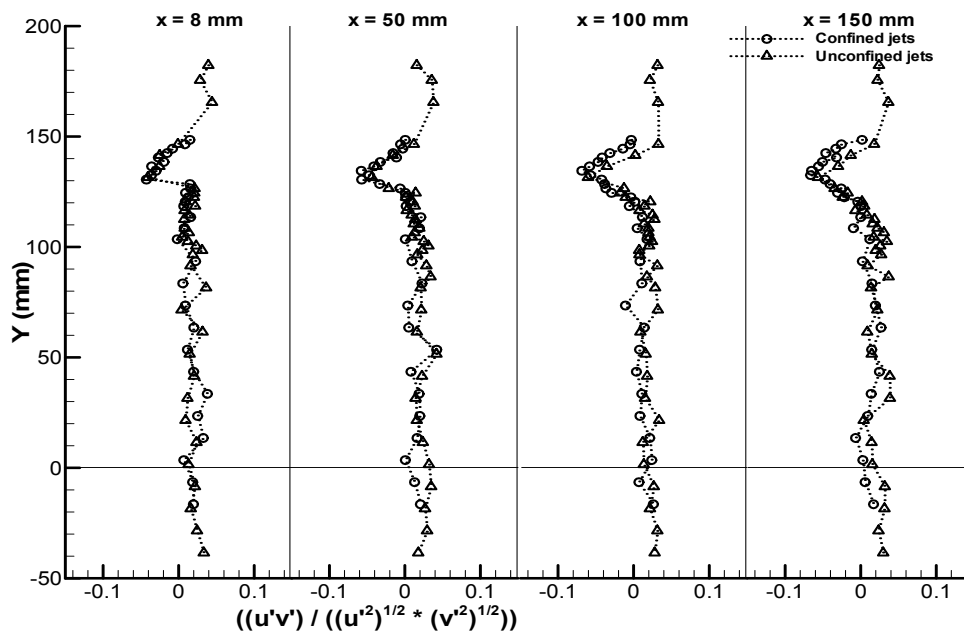 x = 8 mm x = 50 mm x = 100 mm x = 150 mm
Confined jets
Unconfined jets
200
150
100
50
0
-50
Y (mm)
-0.1 0 0.1 -0.1 0 0.1 -0.1 0 0.1 -0.1 0 0.1
((u'v') / ((u'²)¹/² * (v'²)¹/²))